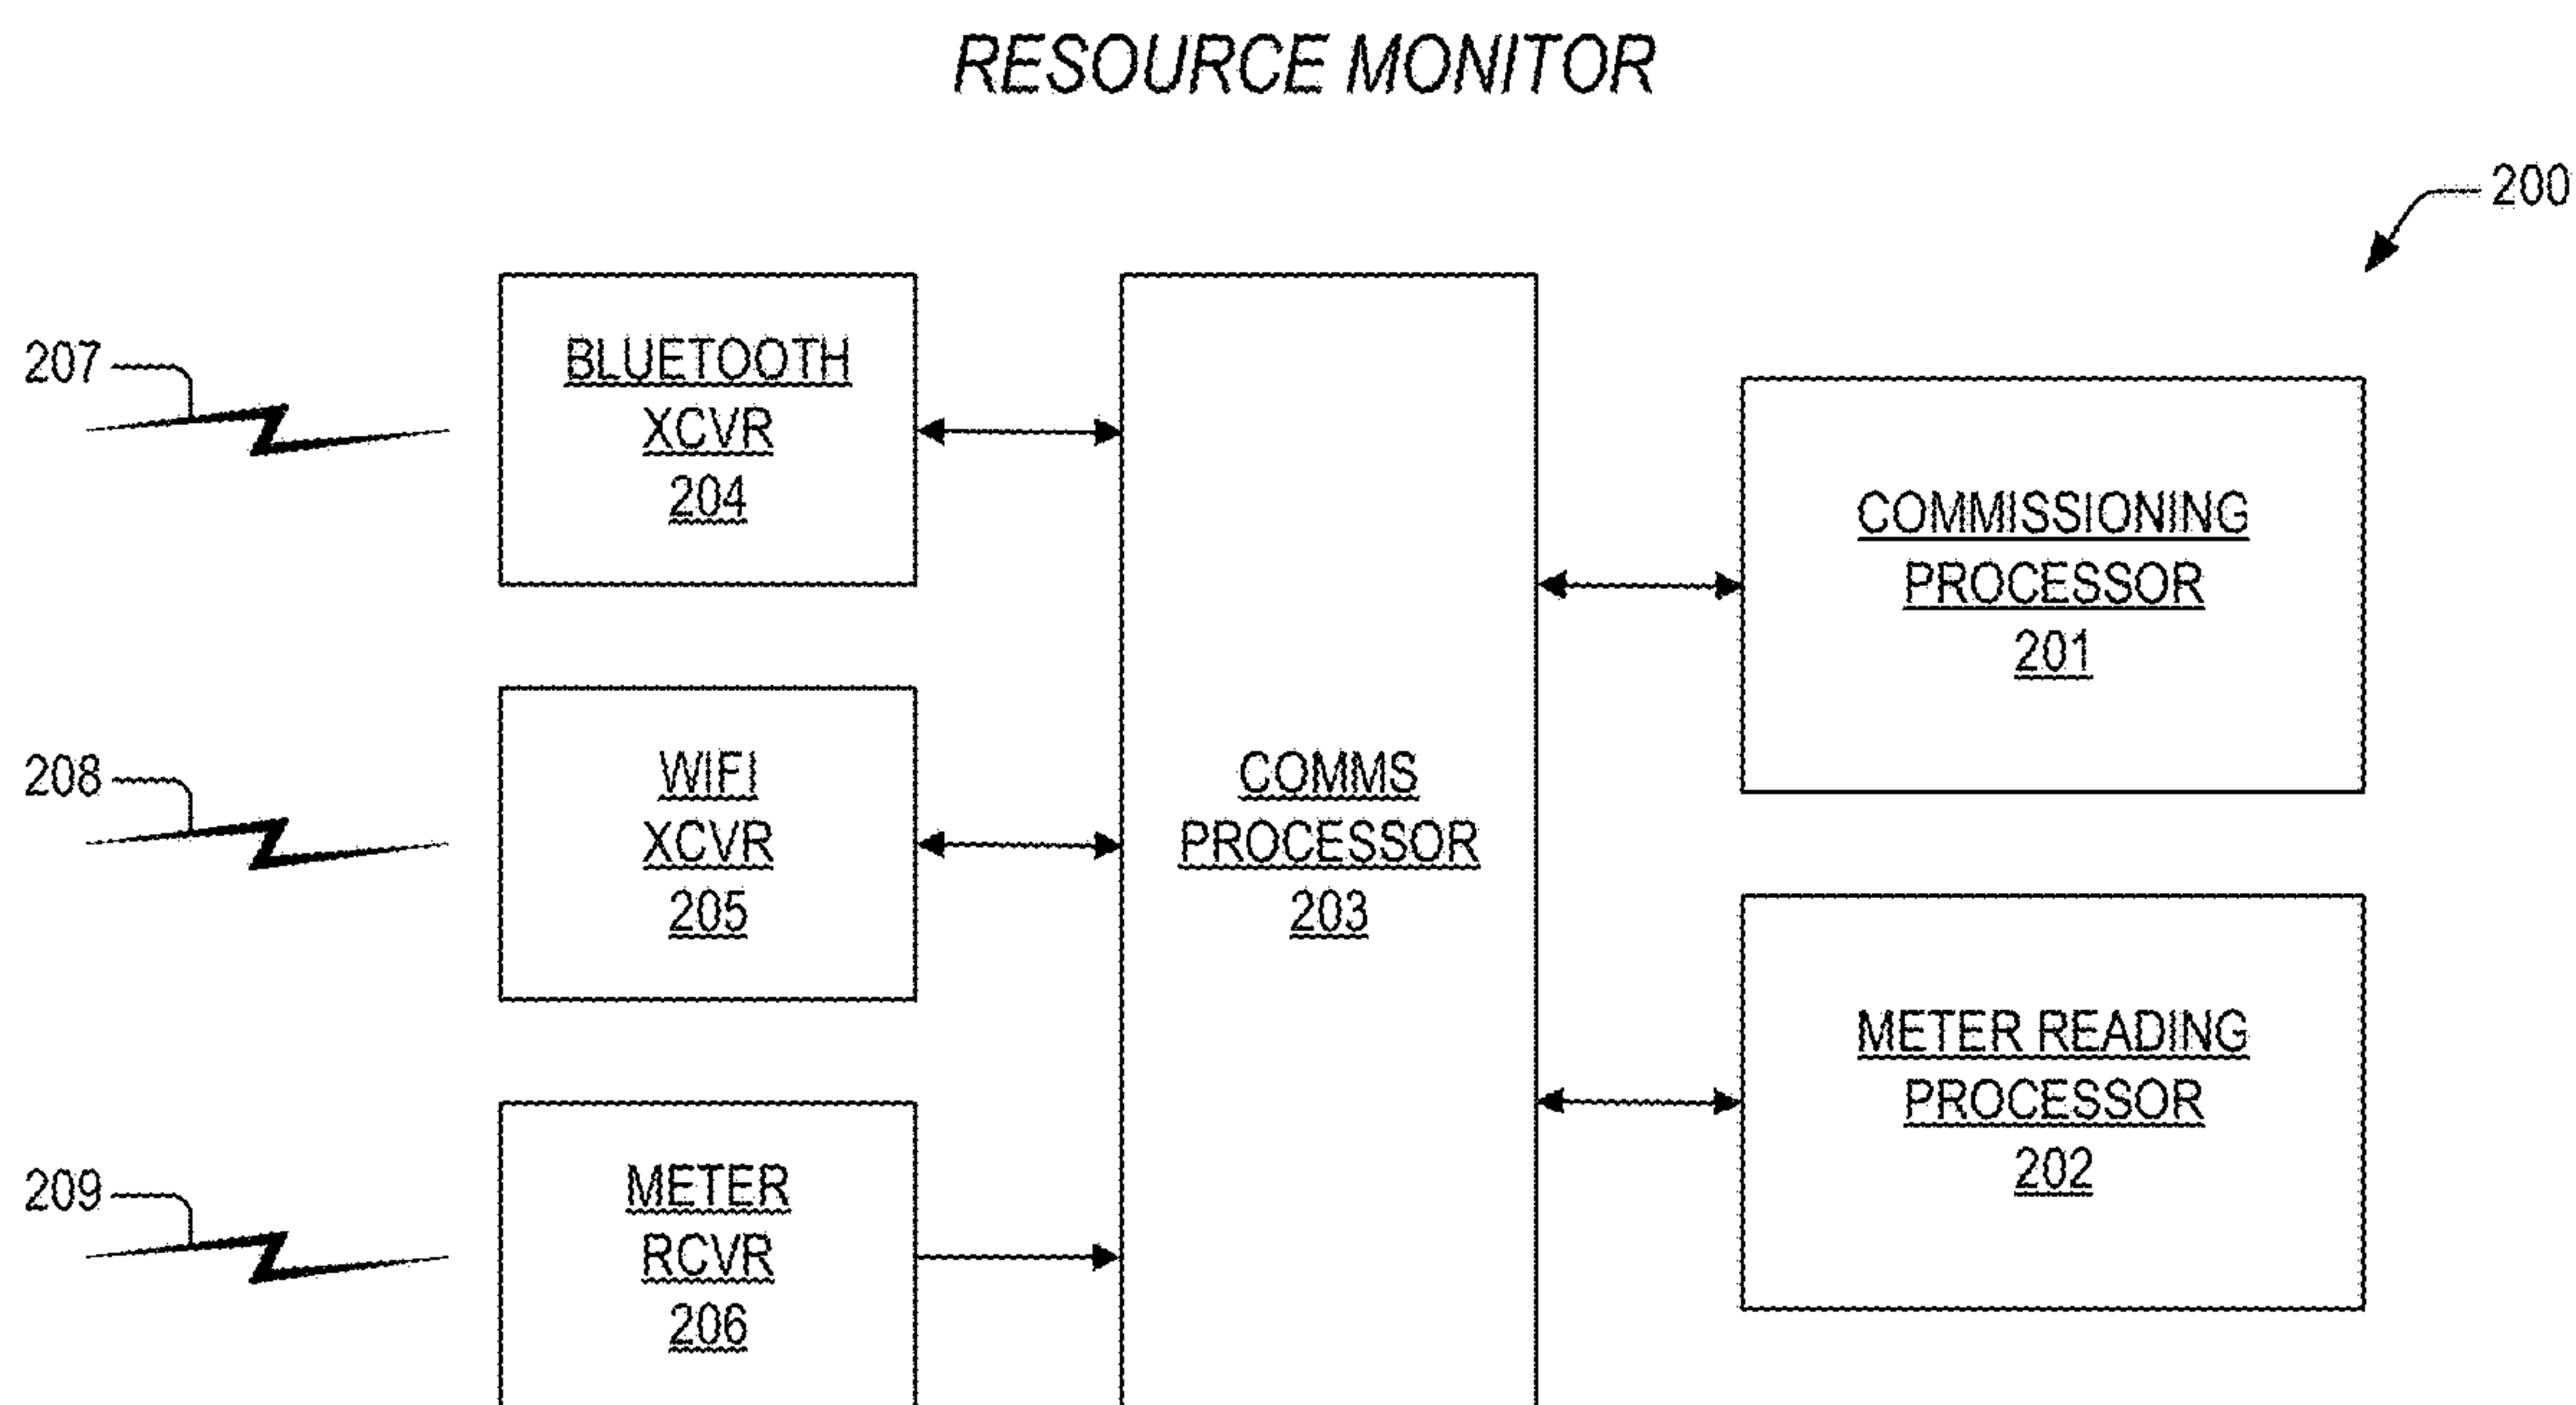 RESOURCE MONITOR
200
207
BLUETOOTH
XCVR
204
COMMISSIONING
PROCESSOR
201
208
WIFI
XCVR
205
COMMS
PROCESSOR
203
METER READING
PROCESSOR
202
209
METER
RCVR
206